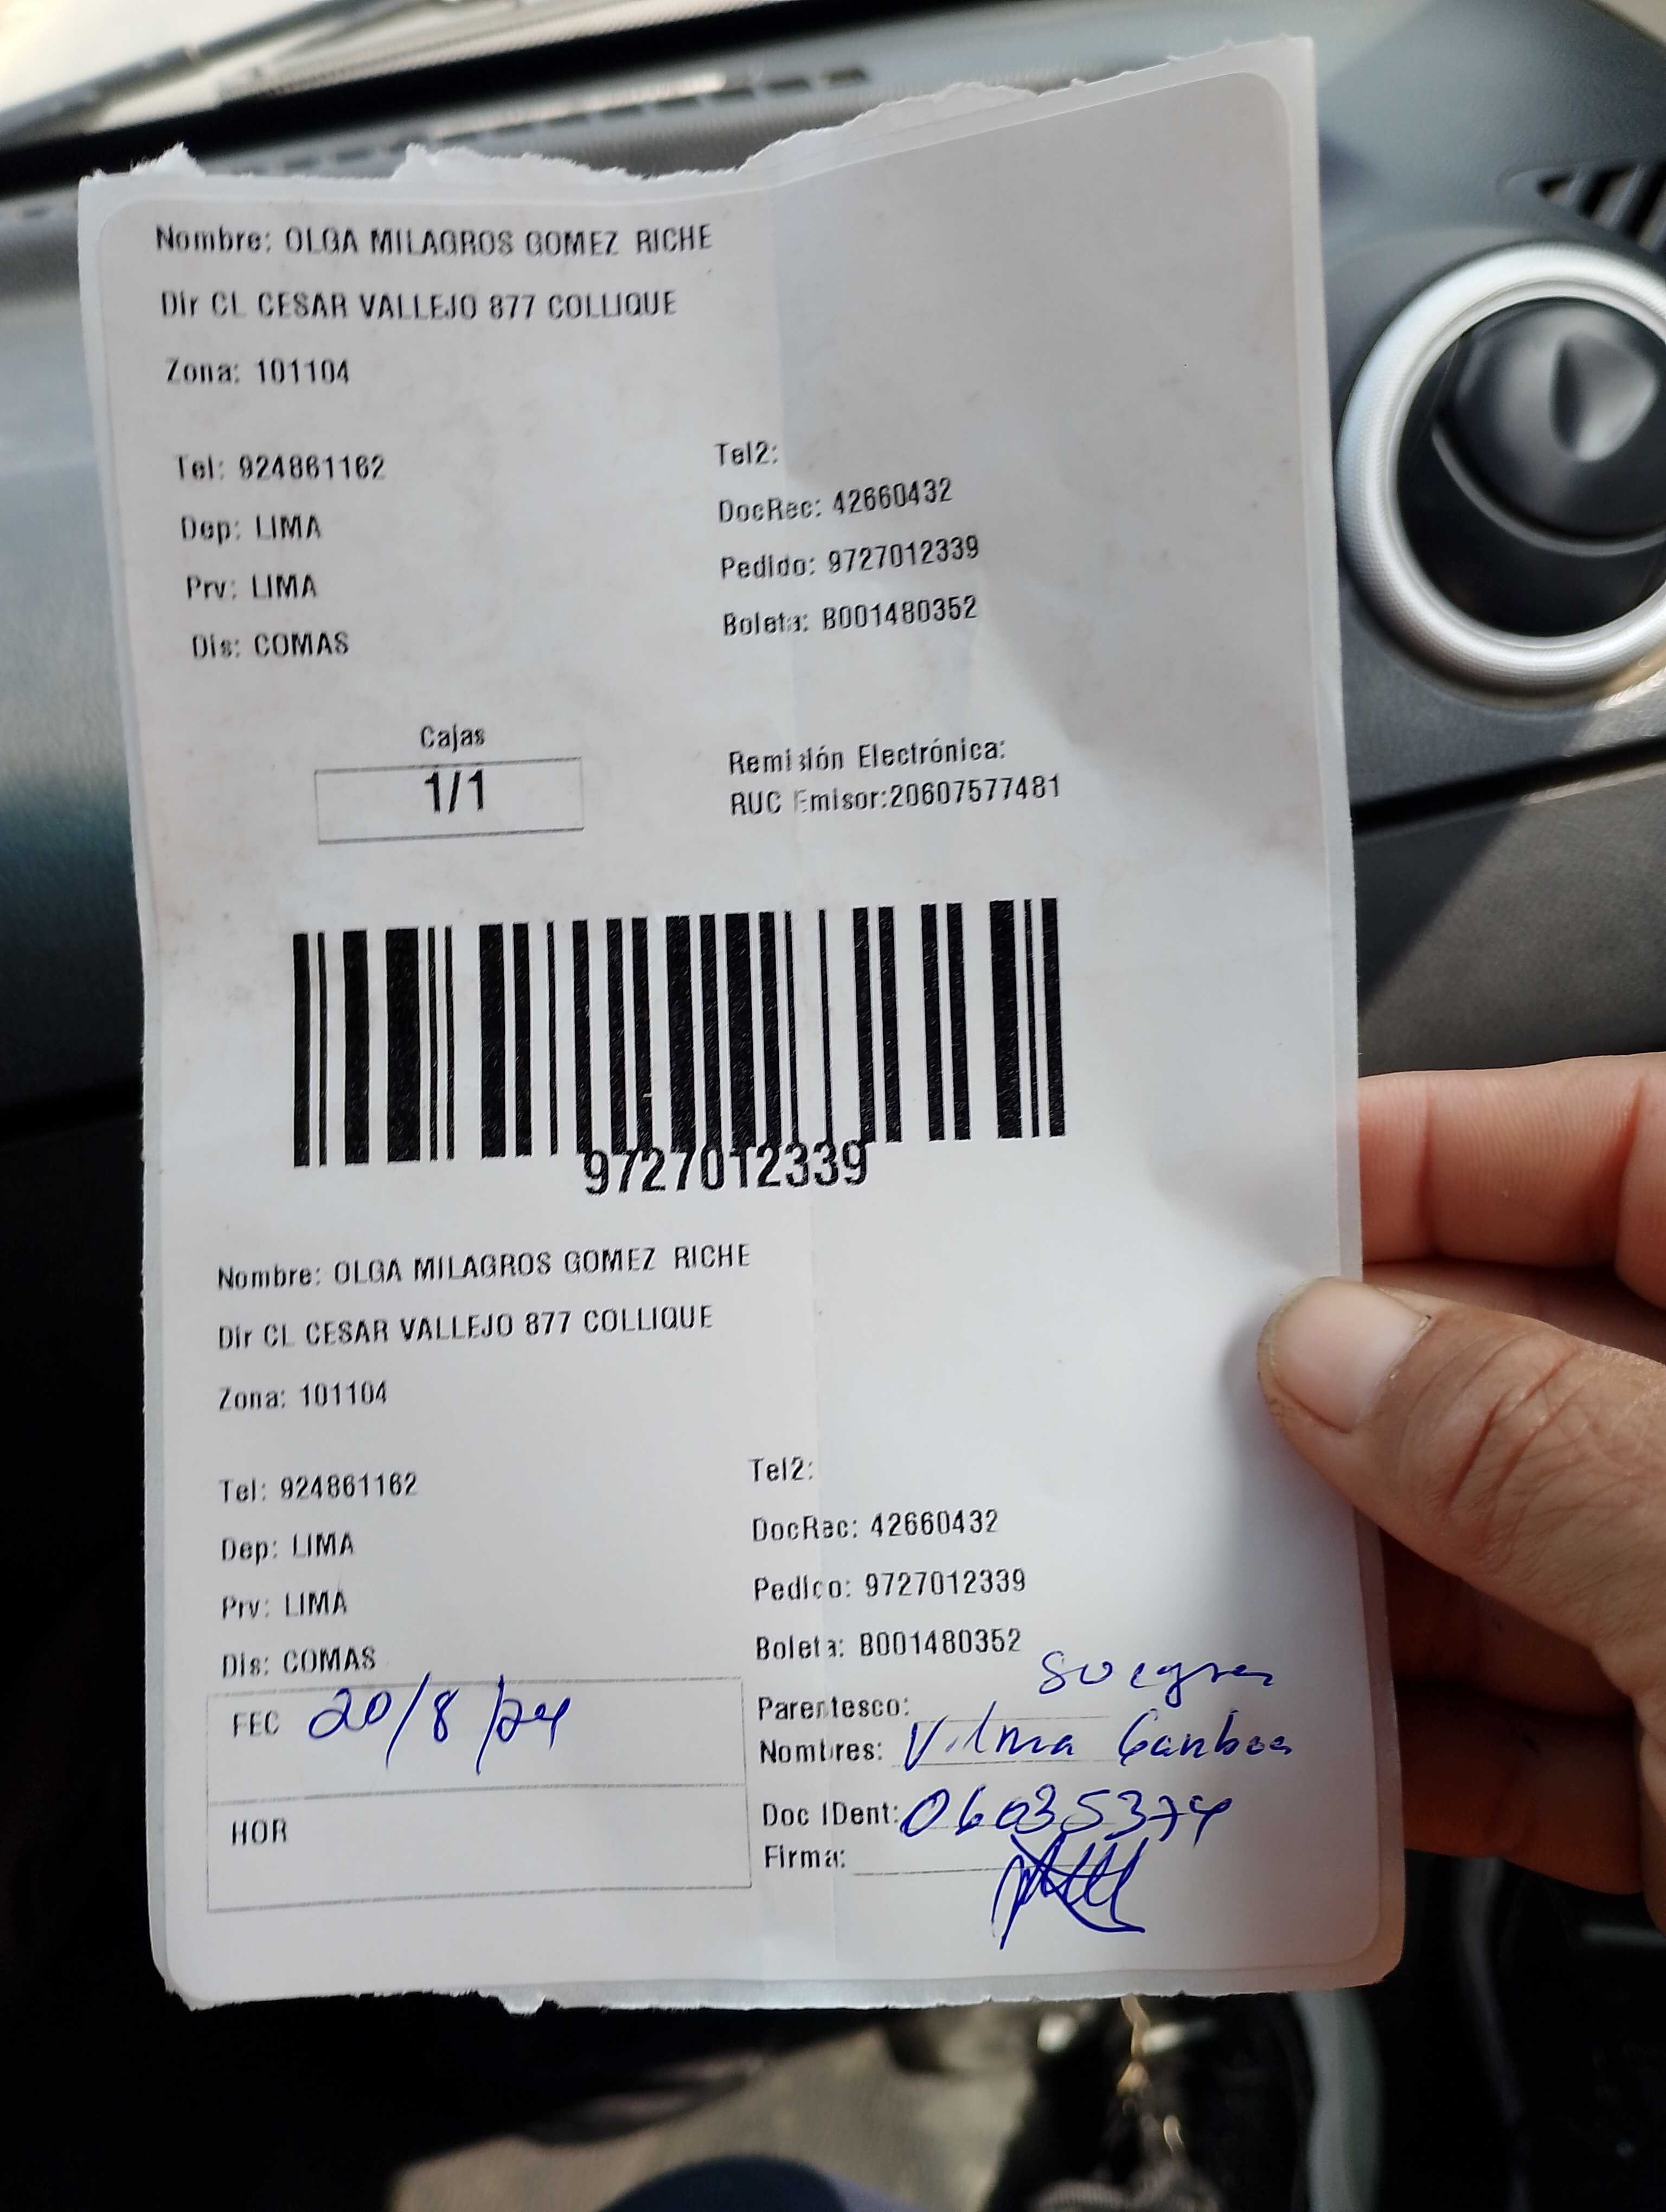 Nombre: OLGA MILAGROS GOMEZ RICHE
Dir CL CESAR VALLEJO 877 COLLIQUE
Zona: 101104
Tel: 924861162 Tel2:
Dep: LIMA DocRec: 42660432
Prv: LIMA Pedido: 9727012339
Dis: COMAS Boleta: B001480352
Cajas
1/1
Remisión Electrónica:
RUC Emisor:20607577481
9727012339
Nombre: OLGA MILAGROS GOMEZ RICHE
Dir CL CESAR VALLEJO 877 COLLIQUE
Zona: 101104
Tel: 924861162 Tel2:
Dep: LIMA DocRec: 42660432
Prv: LIMA Pedido: 9727012339
Dis: COMAS Boleta: B001480352
FEC 20/8/24
HOR
Parentesco: suegra
Nombres: Vilma
Doc IDent:
Firma: